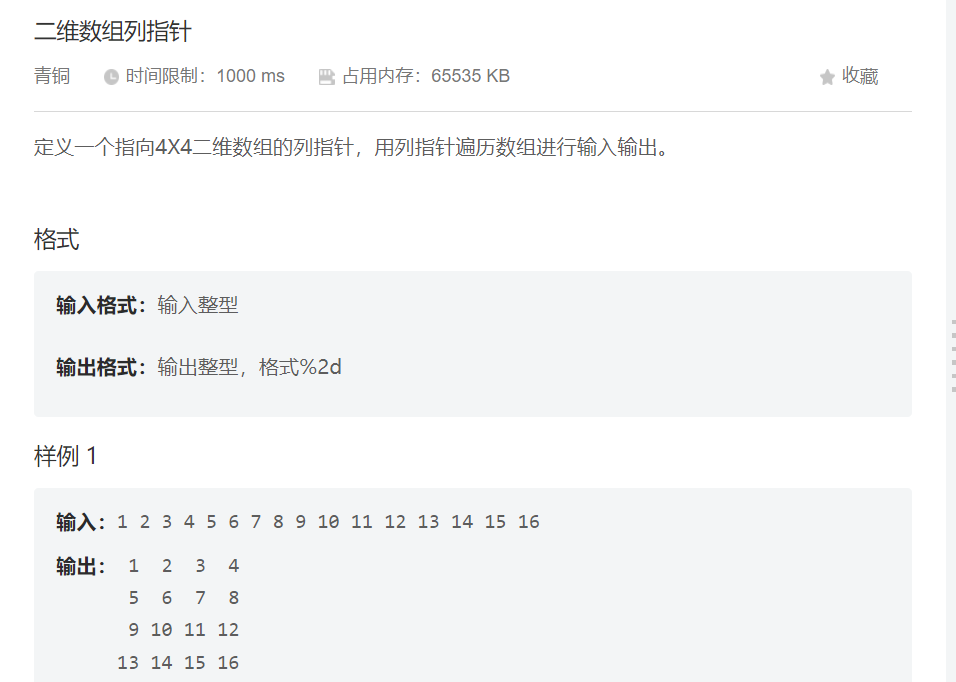 二维数组列指针
青铜 时间限制：1000 ms 占用内存：65535 KB 收藏
定义一个指向4X4二维数组的列指针，用列指针遍历数组进行输入输出。
格式
输入格式：输入整型
输出格式：输出整型，格式%2d
样例 1
输入：1 2 3 4 5 6 7 8 9 10 11 12 13 14 15 16
输出： 1  2  3  4
 5  6  7  8
 9 10 11 12
13 14 15 16